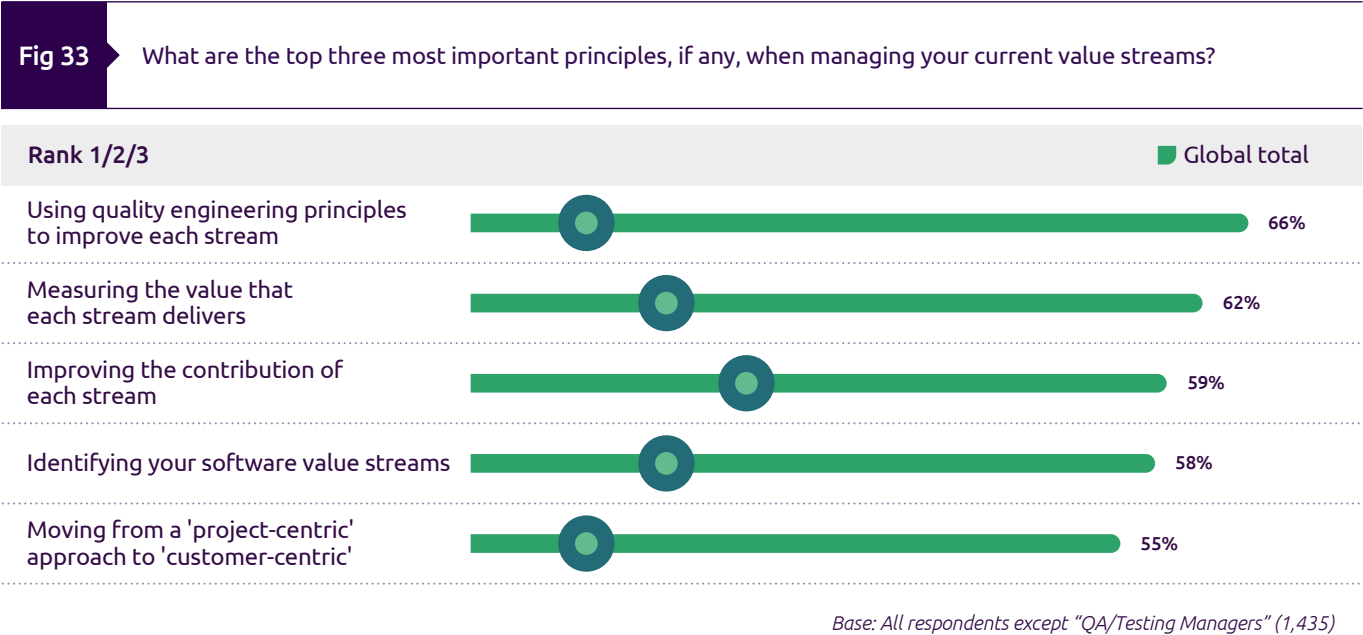 Fig 33
What are the top three most important principles, if any, when managing your current value streams?
Rank 1/2/3
Global total
Using quality engineering principles
to improve each stream
66%
Measuring the value that
each stream delivers
62%
Improving the contribution of
each stream
59%
Identifying your software value streams
58%
Moving from a 'project-centric'
approach to 'customer-centric'
55%
Base: All respondents except “QA/Testing Managers” (1,435)